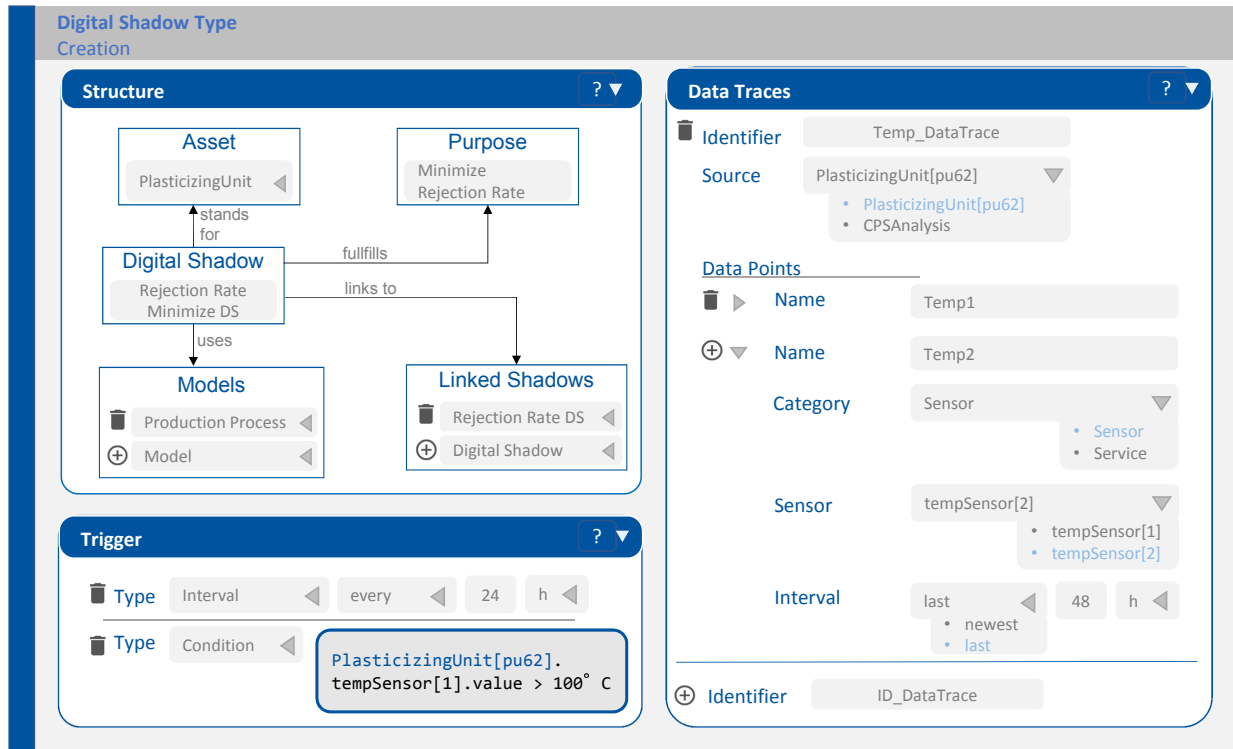 Digital Shadow Type
Creation
Structure
?
Asset
PlasticizingUnit
Purpose
Minimize
Rejection Rate
stands
for
Digital Shadow
Rejection Rate
Minimize DS
fullfills
links to
uses
Models
Production Process
Model
Linked Shadows
Rejection Rate DS
Digital Shadow
Trigger
?
Type Interval every 24 h
Type Condition
PlasticizingUnit[pu62].
tempSensor[1].value > 100° C
Data Traces
?
Identifier Temp_DataTrace
Source PlasticizingUnit[pu62]
• PlasticizingUnit[pu62]
• CPSAnalysis
Data Points
Name Temp1
Name Temp2
Category Sensor
• Sensor
• Service
Sensor tempSensor[2]
• tempSensor[1]
• tempSensor[2]
Interval last 48 h
• newest
• last
Identifier ID_DataTrace